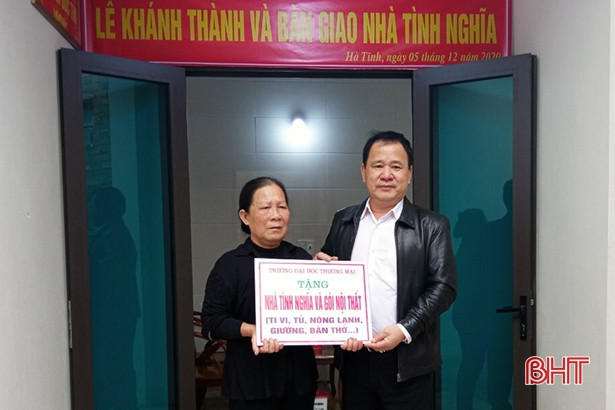 LỄ KHÁNH THÀNH VÀ BÀN GIAO NHÀ TÌNH NGHĨA
Hà Tĩnh, ngày 05 tháng 12 năm 2020
TRƯỜNG ĐẠI HỌC THƯƠNG MẠI
TẶNG
NHÀ TÌNH NGHĨA VÀ GÓI NỘI THẤT
(TI VI, TỦ, NÓNG LẠNH,
GIƯỜNG, BÀN THỜ...)
BHT